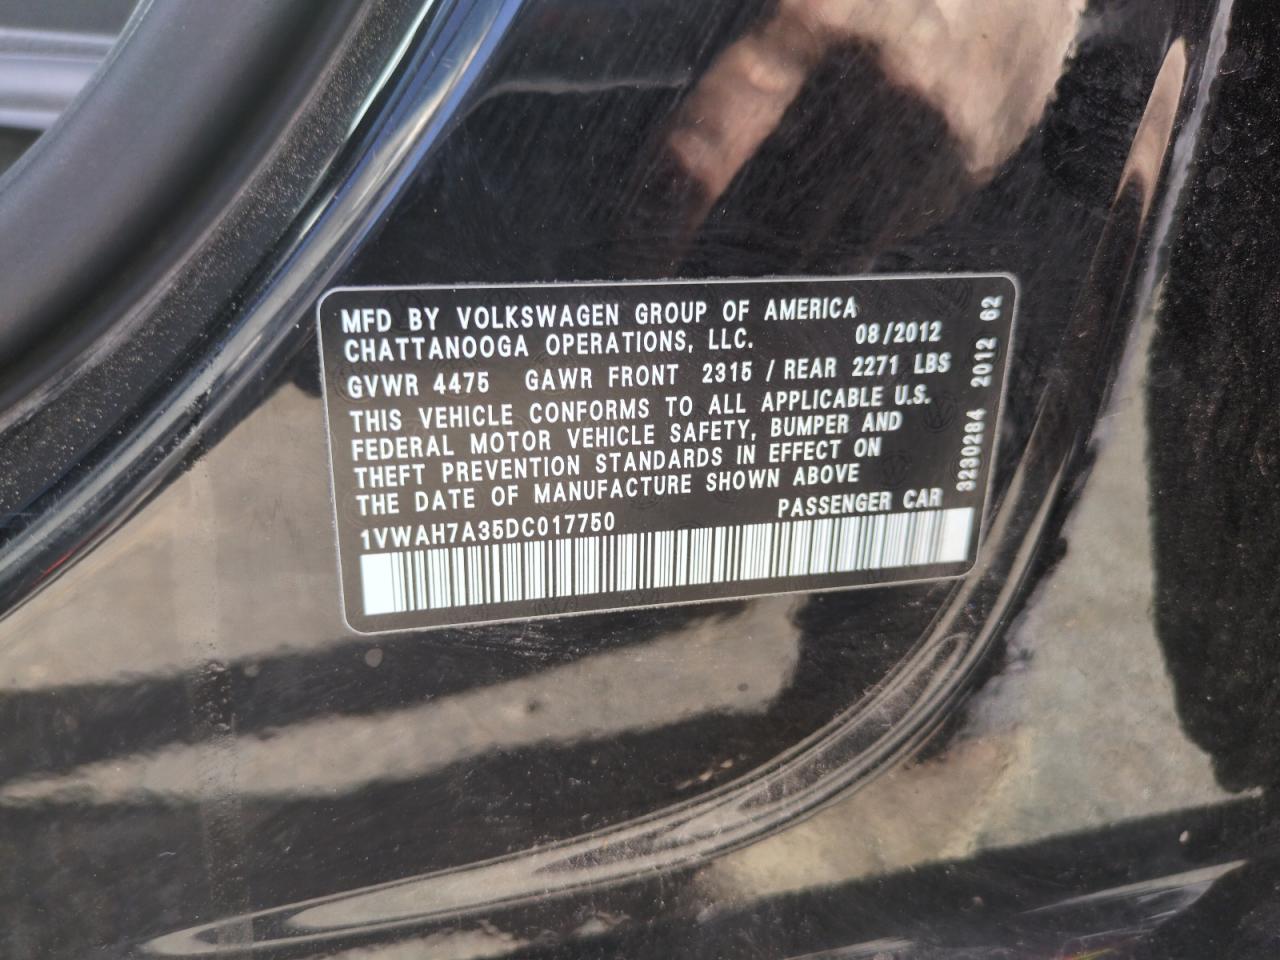 MFD BY VOLKSWAGEN GROUP OF AMERICA
CHATTANOOGA OPERATIONS, LLC. 08/2012
GVWR 4475 GAWR FRONT 2315 / REAR 2271 LBS
THIS VEHICLE CONFORMS TO ALL APPLICABLE U.S.
FEDERAL MOTOR VEHICLE SAFETY, BUMPER AND
THEFT PREVENTION STANDARDS IN EFFECT ON
THE DATE OF MANUFACTURE SHOWN ABOVE
1VWAH7A35DC017750 PASSENGER CAR
3230284 2012 62